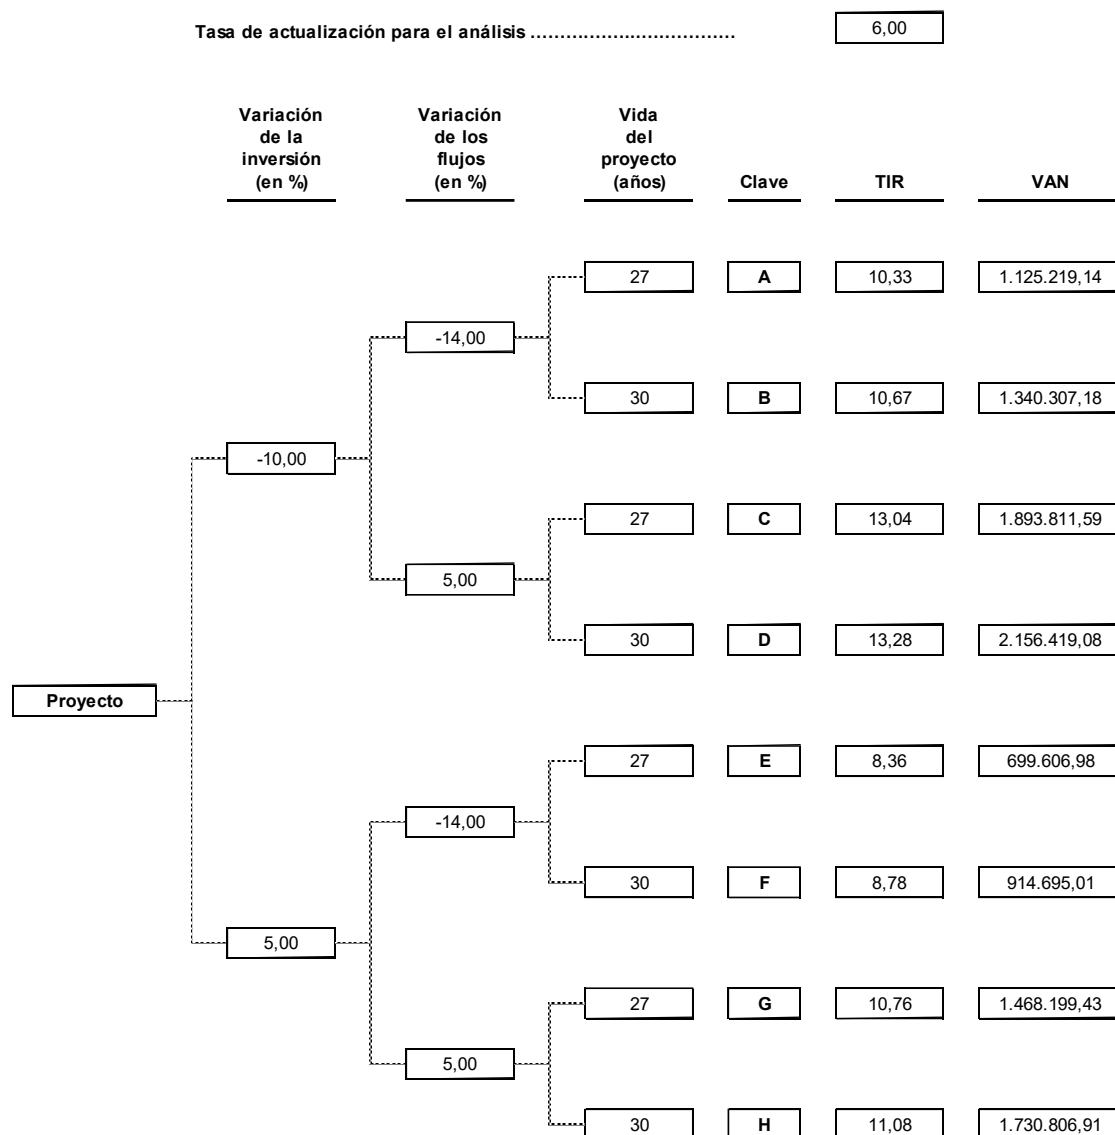 Tasa de actualización para el análisis ..................................... 6,00
Variación de la inversión (en %)
Variación de los flujos (en %)
Vida del proyecto (años)
Clave
TIR
VAN
27 A 10,33 1.125.219,14
-14,00
30 B 10,67 1.340.307,18
-10,00
27 C 13,04 1.893.811,59
5,00
30 D 13,28 2.156.419,08
Proyecto
27 E 8,36 699.606,98
-14,00
30 F 8,78 914.695,01
5,00
27 G 10,76 1.468.199,43
5,00
30 H 11,08 1.730.806,91